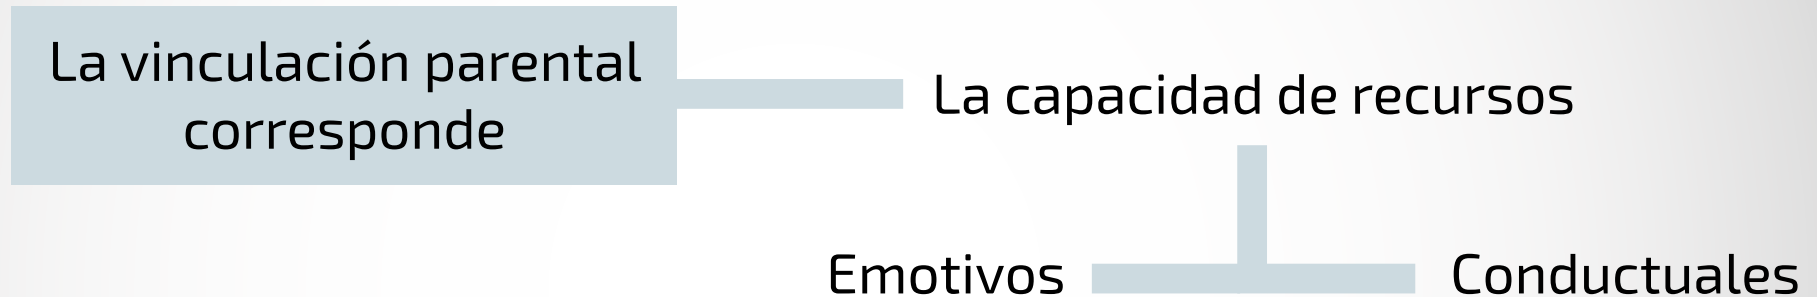 La vinculación parental
corresponde
La capacidad de recursos
Emotivos
Conductuales